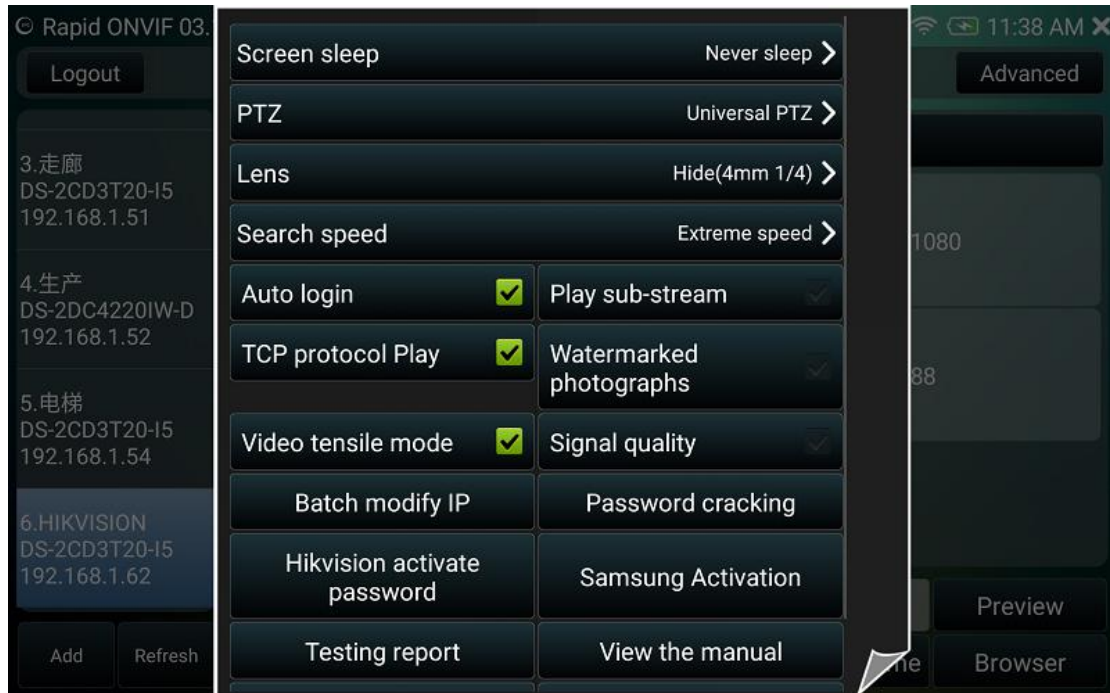 Rapid ONVIF 03.
11:38 AM
Logout
Advanced
3.走廊
DS-2CD3T20-I5
192.168.1.51
4.生产
DS-2DC4220IW-D
192.168.1.52
5.电梯
DS-2CD3T20-I5
192.168.1.54
6.HIKVISION
DS-2CD3T20-I5
192.168.1.62
Add
Refresh
Screen sleep
Never sleep
PTZ
Universal PTZ
Lens
Hide(4mm 1/4)
Search speed
Extreme speed
Auto login
Play sub-stream
TCP protocol Play
Watermarked
photographs
Video tensile mode
Signal quality
Batch modify IP
Password cracking
Hikvision activate
password
Samsung Activation
Testing report
View the manual
1080
88
Preview
me
Browser